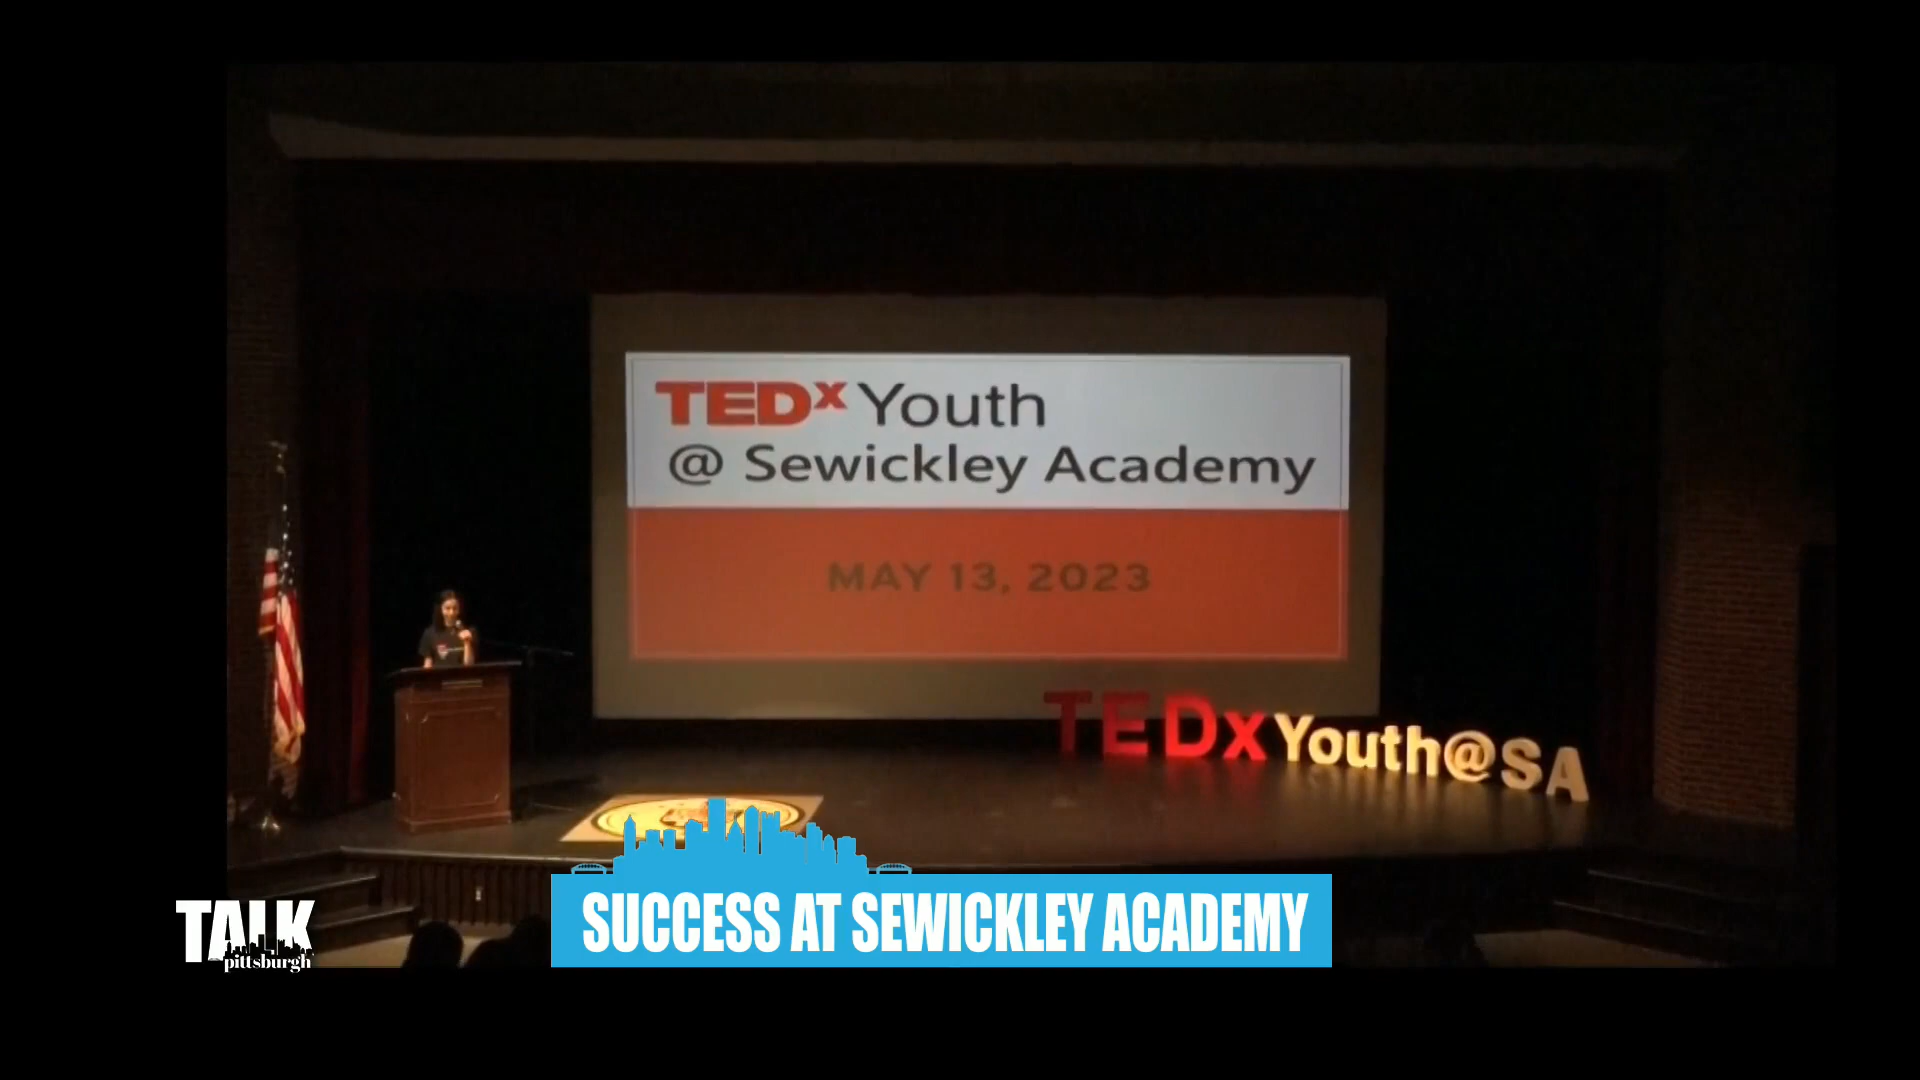 TEDx Youth
@ Sewickley Academy
MAY 13, 2023
TEDxYouth@SA
SUCCESS AT SEWICKLEY ACADEMY
TALK
pittsburgh